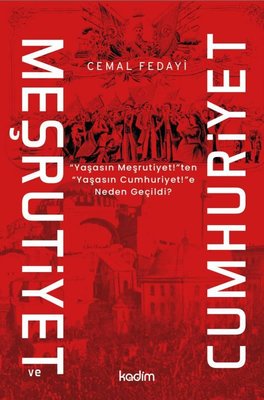 CEMAL FEDAYİ
MEŞRUTİYET
ve
CUMHURİYET
"Yaşasın Meşrutiyet!"ten
"Yaşasın Cumhuriyet!"e
Neden Geçildi?
kadim